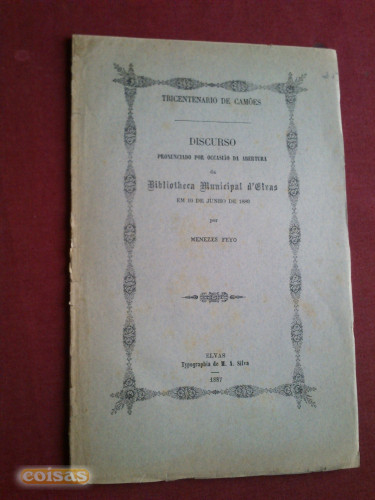 TRICENTENARIO DE CAMÕES
DISCURSO
PRONUNCIADO POR OCCASIÃO DA ABERTURA
da
Bibliotheca Municipal d'Elvas
EM 10 DE JUNHO DE 1880
por
MENEZES FEYO
ELVAS
Typographia de M. A. Silva
1887
coisas